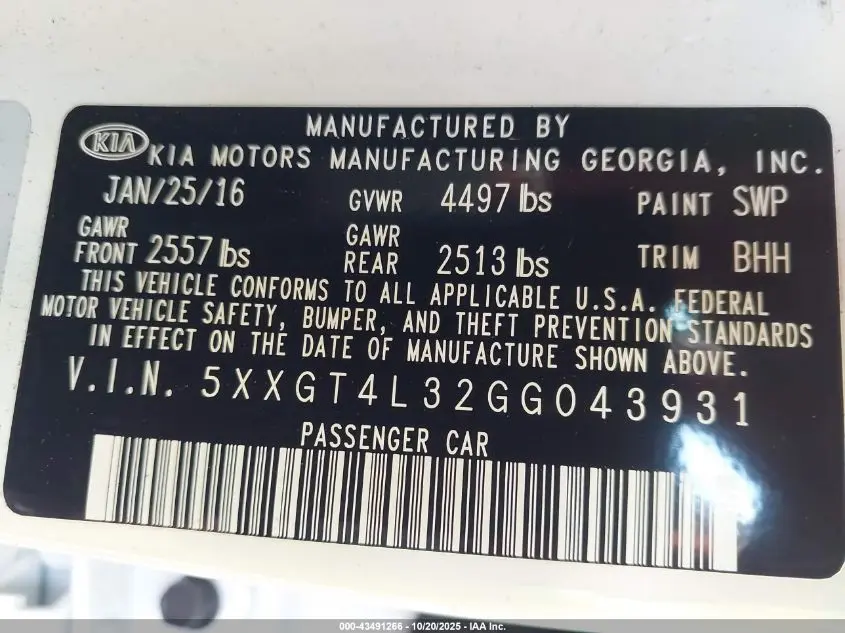 MANUFACTURED BY
KIA KIA MOTORS MANUFACTURING GEORGIA, INC.
JAN/25/16 GVWR 4497 lbs PAINT SWP
GAWR FRONT 2557 lbs GAWR REAR 2513 lbs TRIM BHH
THIS VEHICLE CONFORMS TO ALL APPLICABLE U.S.A. FEDERAL
MOTOR VEHICLE SAFETY, BUMPER, AND THEFT PREVENTION STANDARDS
IN EFFECT ON THE DATE OF MANUFACTURE SHOWN ABOVE.
V.I.N. 5XXGT4L32GG043931
PASSENGER CAR
000-43491266 - 10/20/2025 - IAA Inc.